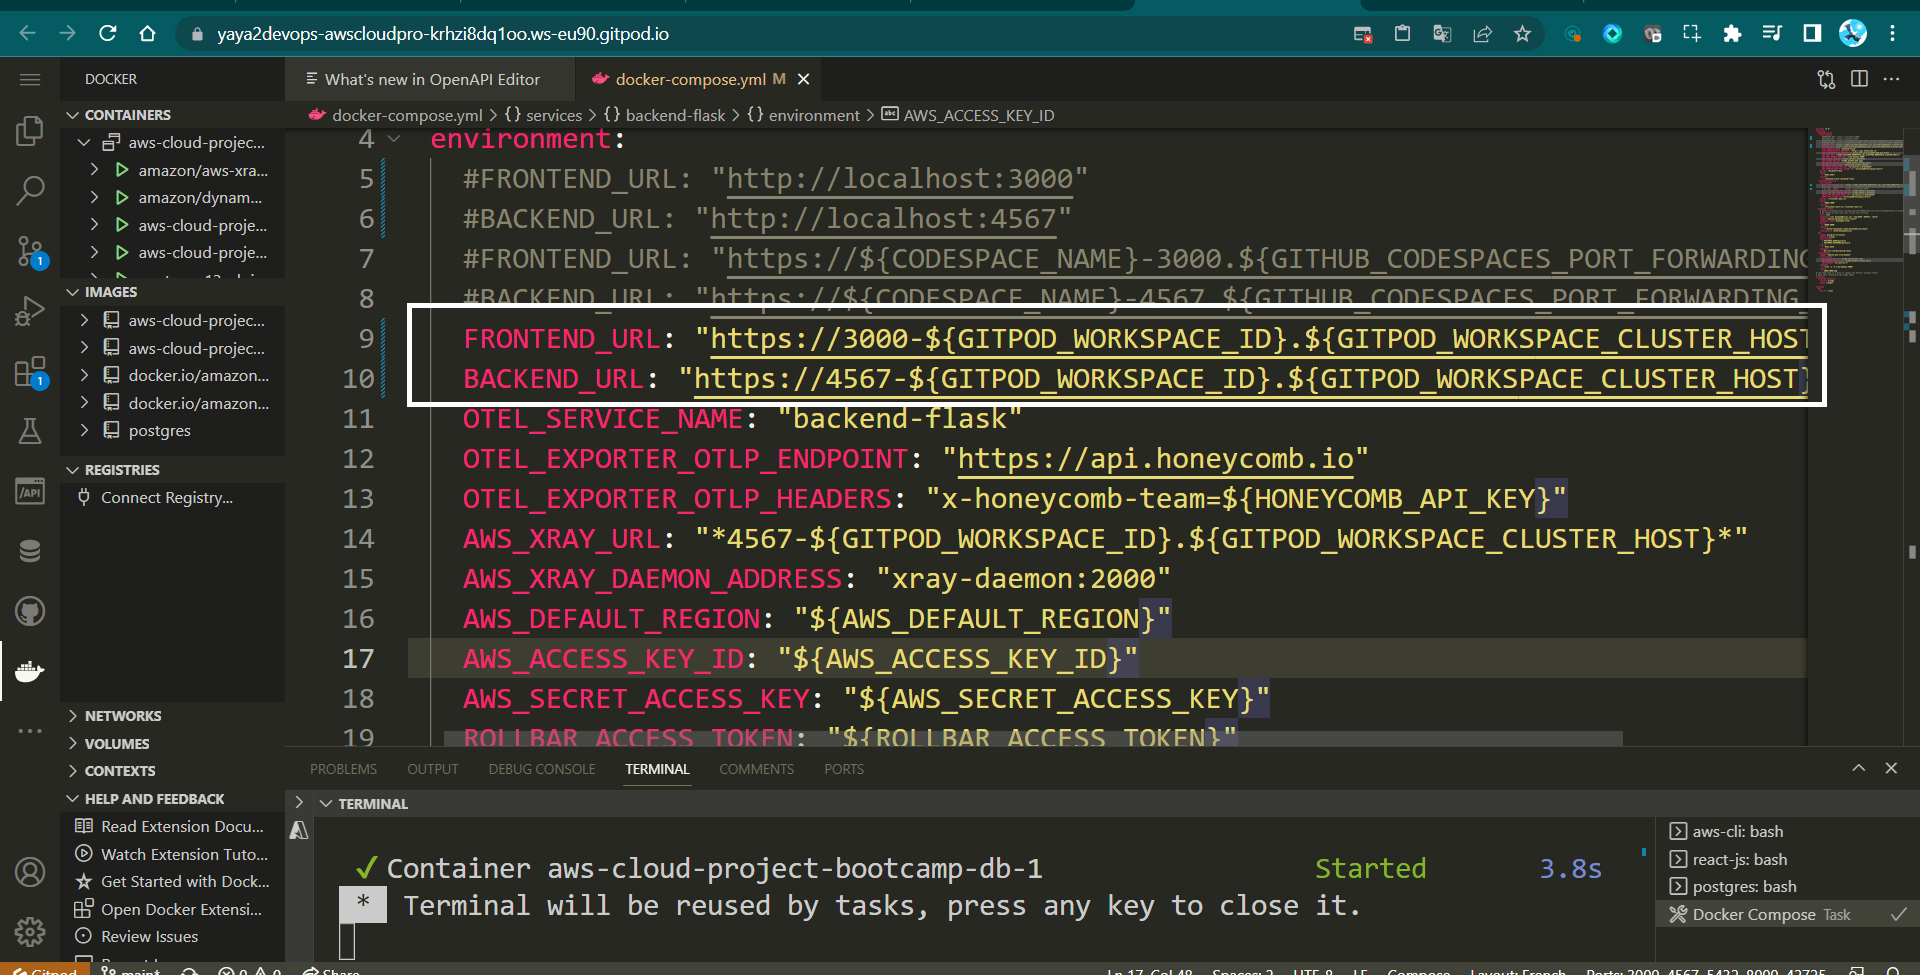 yaya2devops-awscloudpro-krhzi8dq1oo.ws-eu90.gitpod.io
DOCKER
What's new in OpenAPI Editor
docker-compose.yml M
docker-compose.yml > {} services > {} backend-flask > {} environment > AWS_ACCESS_KEY_ID
CONTAINERS
aws-cloud-projec...
amazon/aws-xra...
amazon/dynam...
aws-cloud-proje...
aws-cloud-proje...
IMAGES
aws-cloud-projec...
aws-cloud-projec...
docker.io/amazon...
docker.io/amazon...
postgres
REGISTRIES
Connect Registry...
NETWORKS
VOLUMES
CONTEXTS
HELP AND FEEDBACK
Read Extension Docu...
Watch Extension Tuto...
Get Started with Dock...
Open Docker Extensi...
Review Issues
4 environment:
5 #FRONTEND_URL: "http://localhost:3000"
6 #BACKEND_URL: "http://localhost:4567"
7 #FRONTEND_URL: "https://${CODESPACE_NAME}-3000.${GITHUB_CODESPACES_PORT_FORWARDING
8 #BACKEND_URL: "https://${CODESPACE_NAME}-4567.${GITHUB_CODESPACES_PORT_FORWARDING_
9 FRONTEND_URL: "https://3000-${GITPOD_WORKSPACE_ID}.${GITPOD_WORKSPACE_CLUSTER_HOST
10 BACKEND_URL: "https://4567-${GITPOD_WORKSPACE_ID}.${GITPOD_WORKSPACE_CLUSTER_HOST}
11 OTEL_SERVICE_NAME: "backend-flask"
12 OTEL_EXPORTER_OTLP_ENDPOINT: "https://api.honeycomb.io"
13 OTEL_EXPORTER_OTLP_HEADERS: "x-honeycomb-team=${HONEYCOMB_API_KEY}"
14 AWS_XRAY_URL: "*4567-${GITPOD_WORKSPACE_ID}.${GITPOD_WORKSPACE_CLUSTER_HOST}*"
15 AWS_XRAY_DAEMON_ADDRESS: "xray-daemon:2000"
16 AWS_DEFAULT_REGION: "${AWS_DEFAULT_REGION}"
17 AWS_ACCESS_KEY_ID: "${AWS_ACCESS_KEY_ID}"
18 AWS_SECRET_ACCESS_KEY: "${AWS_SECRET_ACCESS_KEY}"
19 ROLLBAR_ACCESS_TOKEN: "${ROLLBAR_ACCESS_TOKEN}"
PROBLEMS OUTPUT DEBUG CONSOLE TERMINAL COMMENTS PORTS
TERMINAL
✓ Container aws-cloud-project-bootcamp-db-1 Started 3.8s
* Terminal will be reused by tasks, press any key to close it.
aws-cli: bash
react-js: bash
postgres: bash
Docker Compose Task
1
1
/API
Gitpod main* 0 0 Share Ln 17, Col 48 Spaces: 2 UTF-8 LF Compose Layout: French Ports: 3000, 4567, 5432, 8000, 42725